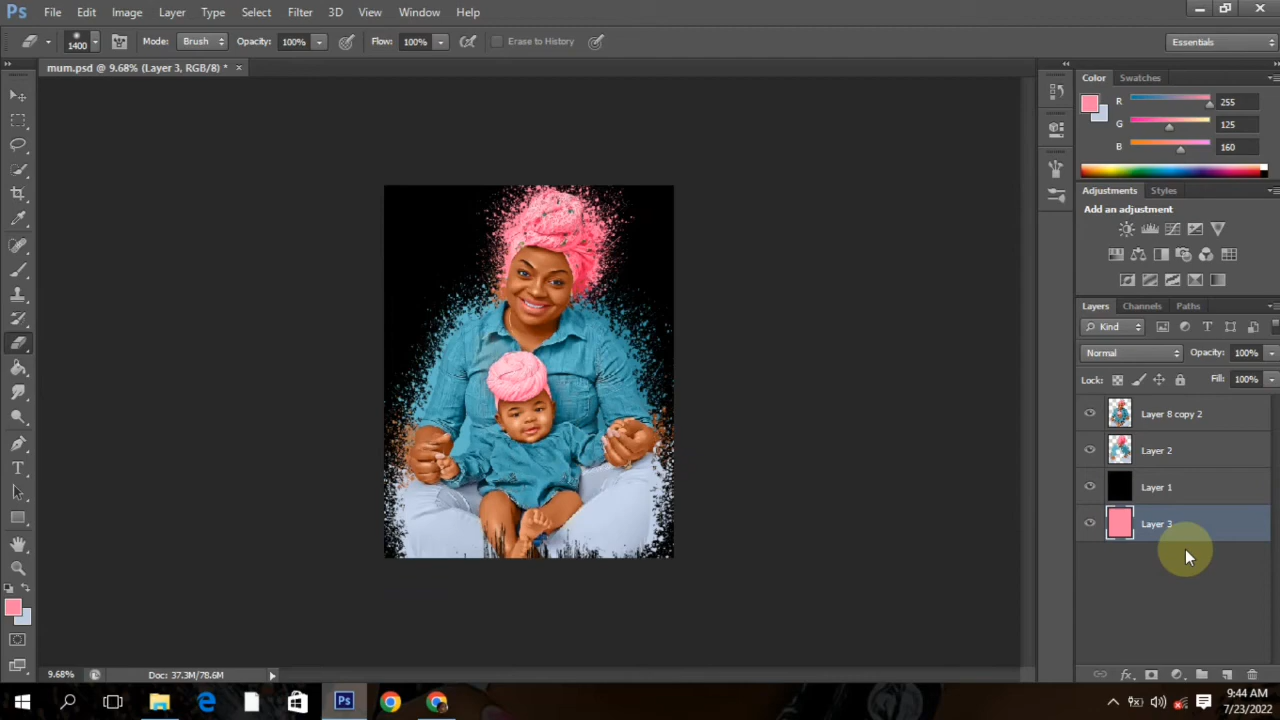 Ps File Edit Image Layer Type Select Filter 3D View Window Help
1400 Mode: Brush Opacity: 100% Flow: 100% Erase to History Essentials
mum.psd @ 9.68% (Layer 3, RGB/8) * ×
Color Swatches
R 255
G 125
B 160
Adjustments Styles
Add an adjustment
Layers Channels Paths
Kind
Normal Opacity: 100%
Lock: Fill: 100%
Layer 8 copy 2
Layer 2
Layer 1
Layer 3
fx
9.68% Doc: 37.3M/78.6M
Ps
9:44 AM
7/23/2022